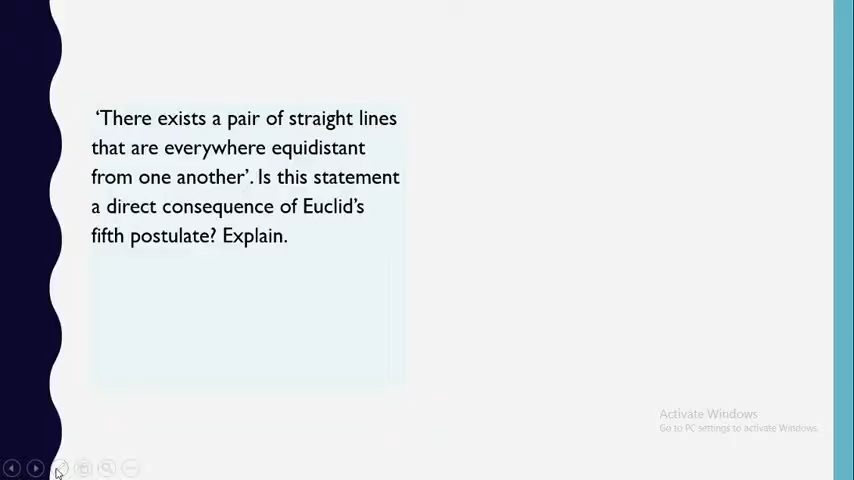 ‘There exists a pair of straight lines
that are everywhere equidistant
from one another’. Is this statement
a direct consequence of Euclid’s
fifth postulate? Explain.
Activate Windows
Go to PC settings to activate Windows.